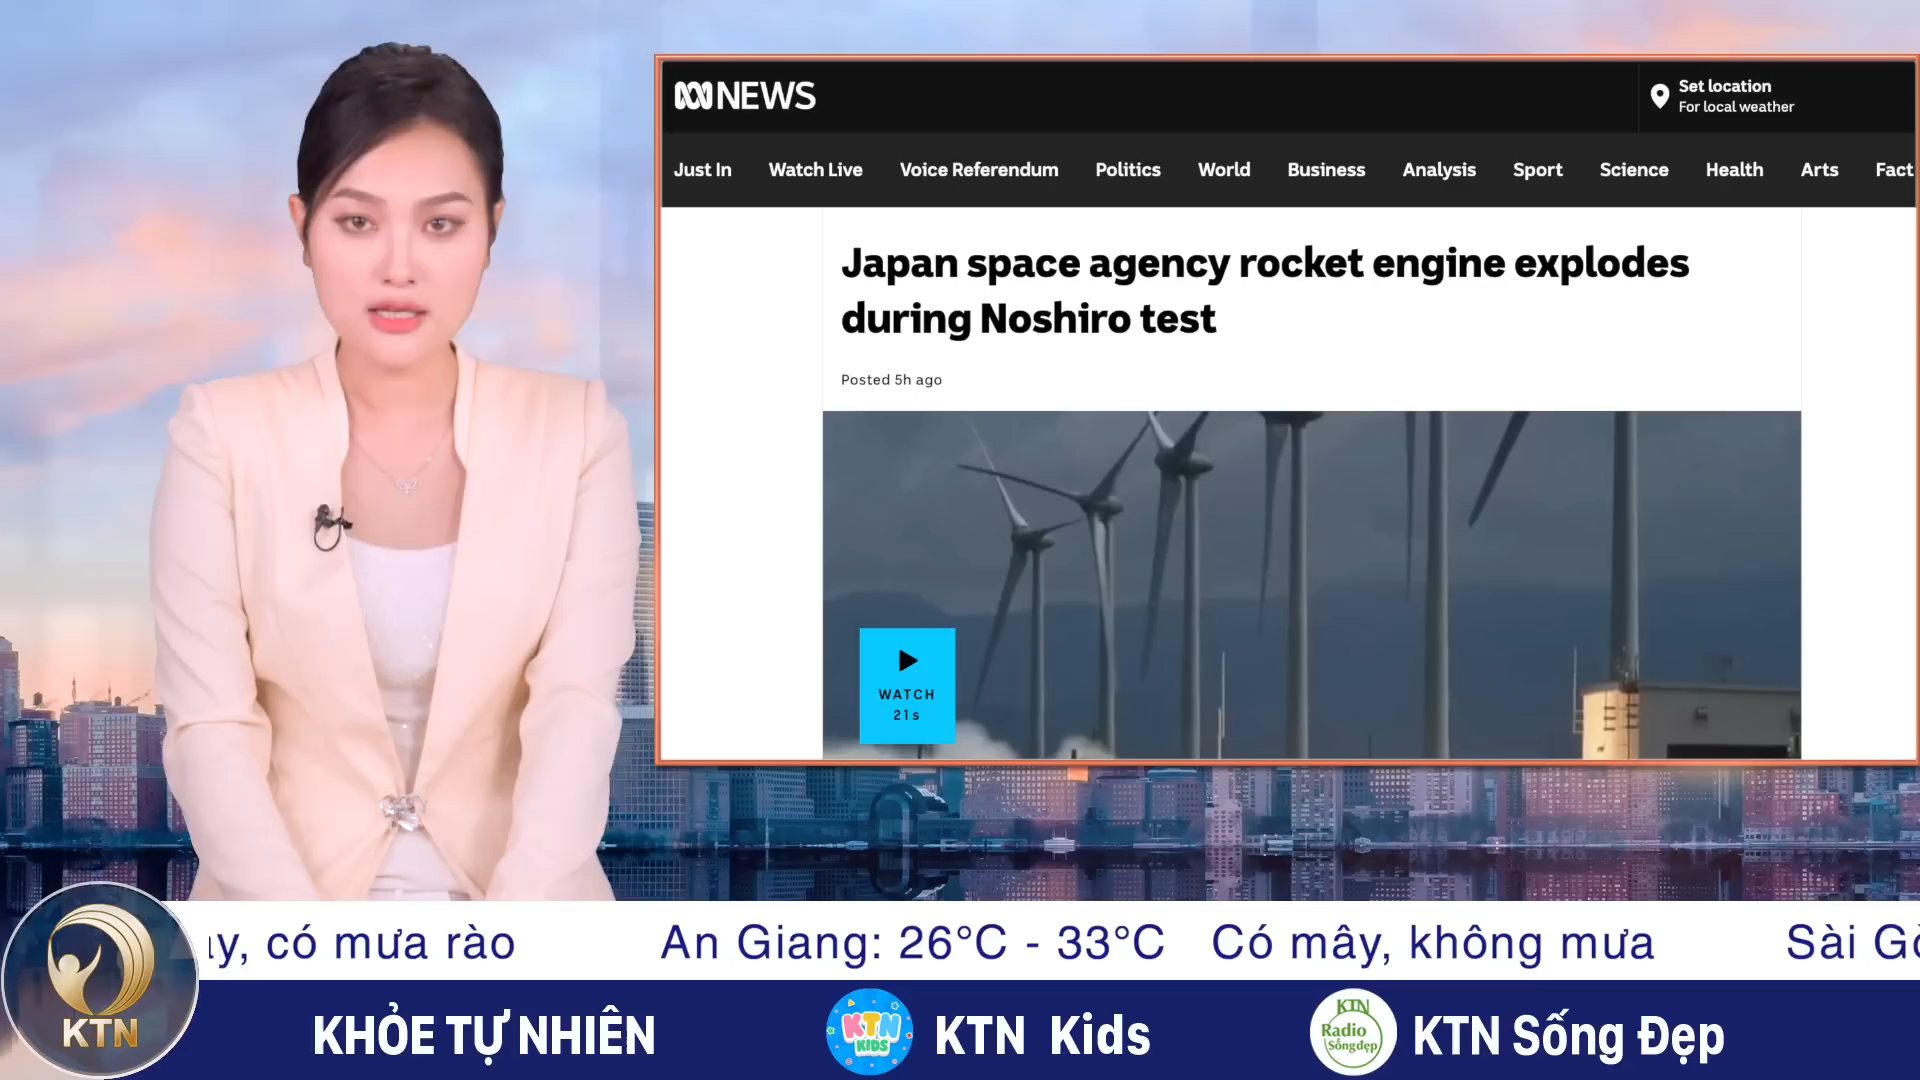 NEWS
Set location
For local weather
Just In Watch Live Voice Referendum Politics World Business Analysis Sport Science Health Arts Fact
Japan space agency rocket engine explodes
during Noshiro test
Posted 5h ago
WATCH
21s
ây, có mưa rào An Giang: 26°C - 33°C Có mây, không mưa Sài Gò
KTN
KHỎE TỰ NHIÊN
KTN
KIDS
KTN Kids
KTN
Radio
Sốngđẹp
KTN Sống Đẹp